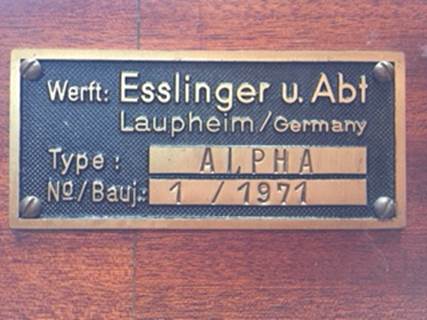 Werft: Esslinger u. Abt
Laupheim/Germany
Type: ALPHA
No/Bauj.: 1 / 1971